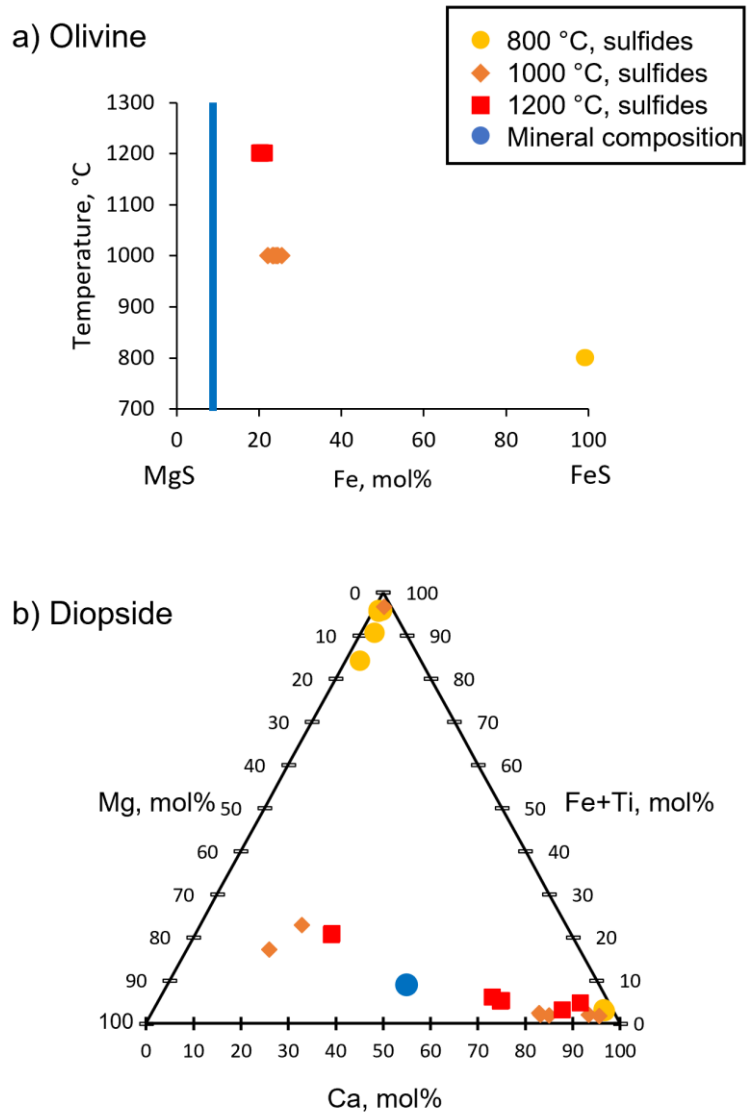 a) Olivine
800 °C, sulfides
1000 °C, sulfides
1200 °C, sulfides
Mineral composition
Temperature, °C
1300
1200
1100
1000
900
800
700
0 20 40 60 80 100
MgS Fe, mol% FeS
b) Diopside
0 100
10 90
20 80
30 70
40 60
Mg, mol% 50 50 Fe+Ti, mol%
60 40
70 30
80 20
90 10
100 0
0 10 20 30 40 50 60 70 80 90 100
Ca, mol%